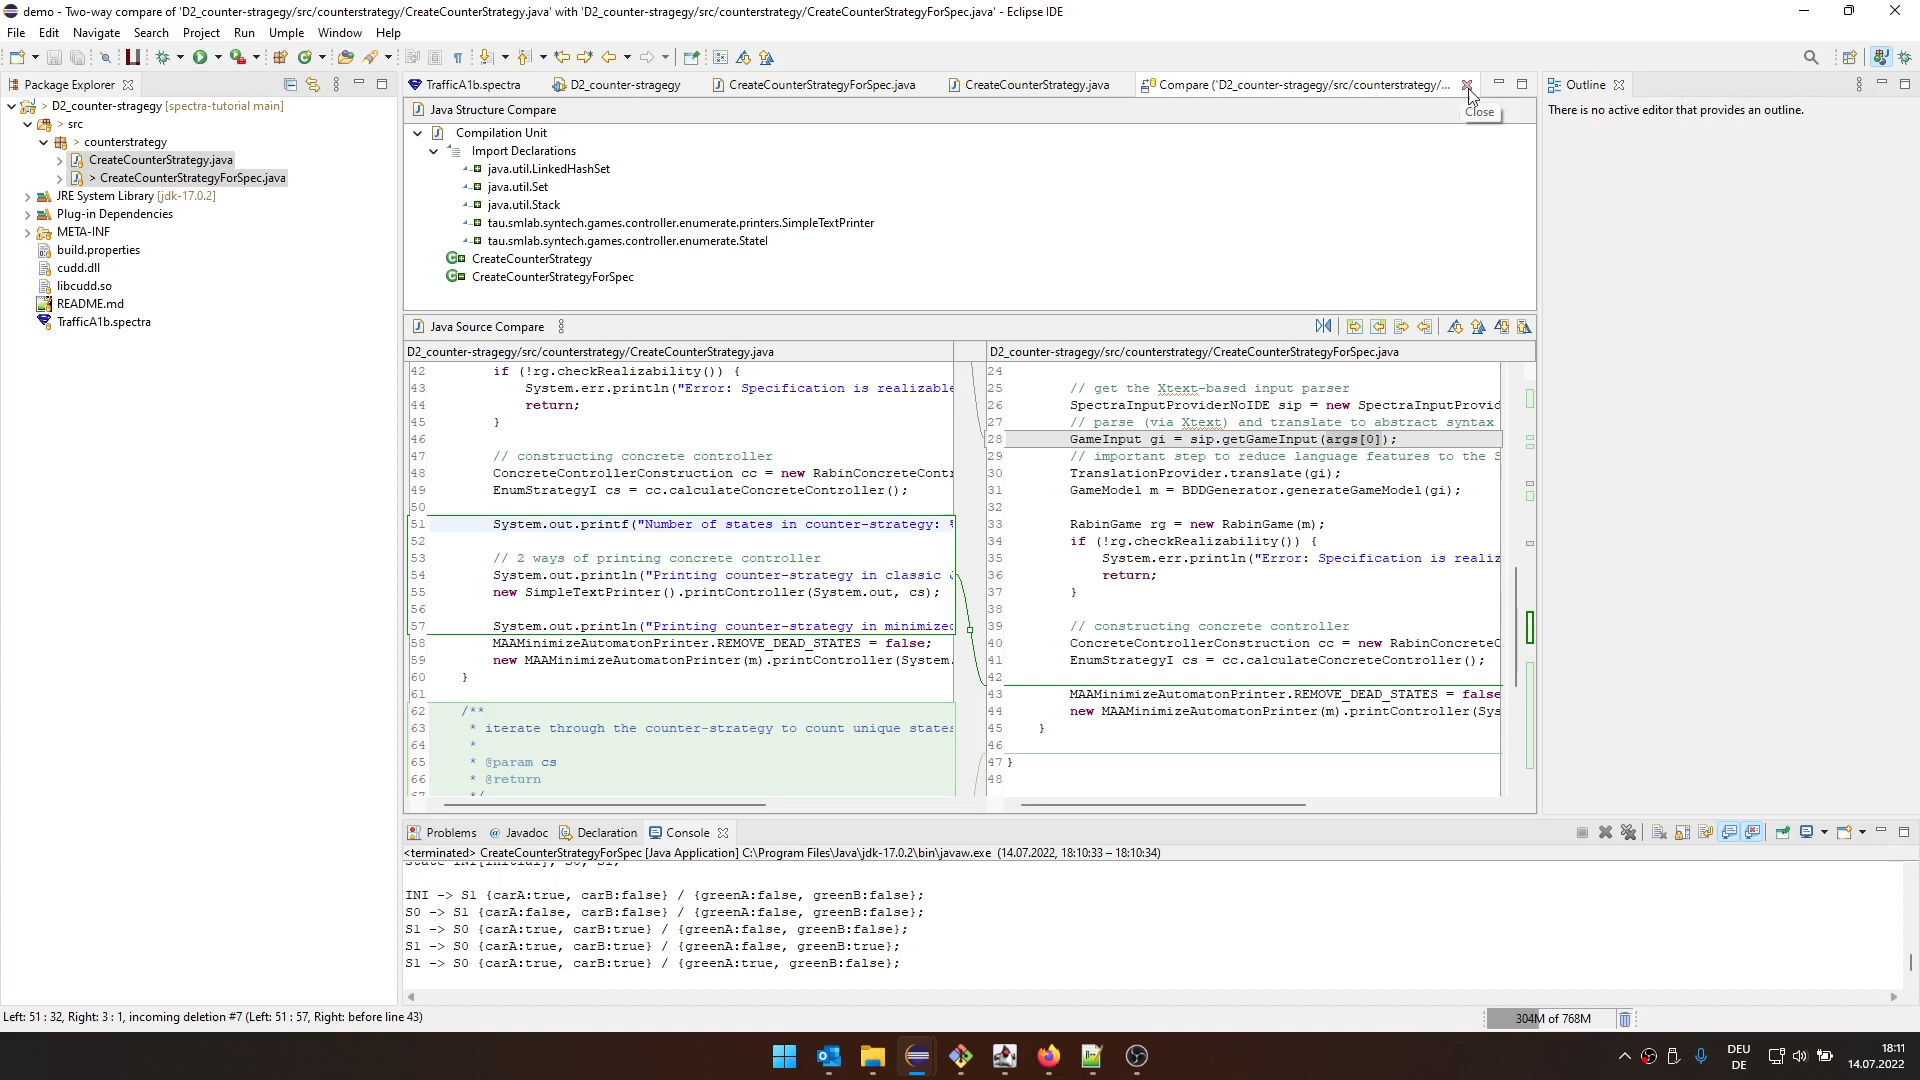 demo - Two-way compare of 'D2_counter-stragegy/src/counterstrategy/CreateCounterStrategy.java' with 'D2_counter-stragegy/src/counterstrategy/CreateCounterStrategyForSpec.java' - Eclipse IDE
File Edit Navigate Search Project Run Umple Window Help
Package Explorer
TrafficA1b.spectra D2_counter-stragegy CreateCounterStrategyForSpec.java CreateCounterStrategy.java Compare ('D2_counter-stragegy/src/counterstrategy/...
Close
Outline
There is no active editor that provides an outline.
> D2_counter-stragegy [spectra-tutorial main]
> src
> counterstrategy
CreateCounterStrategy.java
> CreateCounterStrategyForSpec.java
JRE System Library [jdk-17.0.2]
Plug-in Dependencies
META-INF
build.properties
cudd.dll
libcudd.so
README.md
TrafficA1b.spectra
Java Structure Compare
Compilation Unit
Import Declarations
java.util.LinkedHashSet
java.util.Set
java.util.Stack
tau.smlab.syntech.games.controller.enumerate.printers.SimpleTextPrinter
tau.smlab.syntech.games.controller.enumerate.StateI
CreateCounterStrategy
CreateCounterStrategyForSpec
Java Source Compare
D2_counter-stragegy/src/counterstrategy/CreateCounterStrategy.java
42 if (!rg.checkRealizability()) {
43 System.err.println("Error: Specification is realizable
44 return;
45 }
46
47 // constructing concrete controller
48 ConcreteControllerConstruction cc = new RabinConcreteContr
49 EnumStrategyI cs = cc.calculateConcreteController();
50
51 System.out.printf("Number of states in counter-strategy: %
52
53 // 2 ways of printing concrete controller
54 System.out.println("Printing counter-strategy in classic
55 new SimpleTextPrinter().printController(System.out, cs);
56
57 System.out.println("Printing counter-strategy in minimized
58 MAAMinimizeAutomatonPrinter.REMOVE_DEAD_STATES = false;
59 new MAAMinimizeAutomatonPrinter(m).printController(System.
60 }
61
62 /**
63 * iterate through the counter-strategy to count unique states
64 *
65 * @param cs
66 * @return
67 */
D2_counter-stragegy/src/counterstrategy/CreateCounterStrategyForSpec.java
24
25 // get the Xtext-based input parser
26 SpectraInputProviderNoIDE sip = new SpectraInputProvid
27 // parse (via Xtext) and translate to abstract syntax
28 GameInput gi = sip.getGameInput(args[0]);
29 // important step to reduce language features to the S
30 TranslationProvider.translate(gi);
31 GameModel m = BDDGenerator.generateGameModel(gi);
32
33 RabinGame rg = new RabinGame(m);
34 if (!rg.checkRealizability()) {
35 System.err.println("Error: Specification is realiz
36 return;
37 }
38
39 // constructing concrete controller
40 ConcreteControllerConstruction cc = new RabinConcreteC
41 EnumStrategyI cs = cc.calculateConcreteController();
42
43 MAAMinimizeAutomatonPrinter.REMOVE_DEAD_STATES = false
44 new MAAMinimizeAutomatonPrinter(m).printController(Sys
45 }
46
47 }
48
Problems Javadoc Declaration Console
<terminated> CreateCounterStrategyForSpec [Java Application] C:\Program Files\Java\jdk-17.0.2\bin\javaw.exe (14.07.2022, 18:10:33 – 18:10:34)
INI -> S1 {carA:true, carB:false} / {greenA:false, greenB:false};
S0 -> S1 {carA:false, carB:false} / {greenA:false, greenB:false};
S1 -> S0 {carA:true, carB:true} / {greenA:false, greenB:false};
S1 -> S0 {carA:true, carB:true} / {greenA:false, greenB:true};
S1 -> S0 {carA:true, carB:true} / {greenA:true, greenB:false};
Left: 51 : 32, Right: 3 : 1, incoming deletion #7 (Left: 51 : 57, Right: before line 43)
304M of 768M
DEU
DE
18:11
14.07.2022